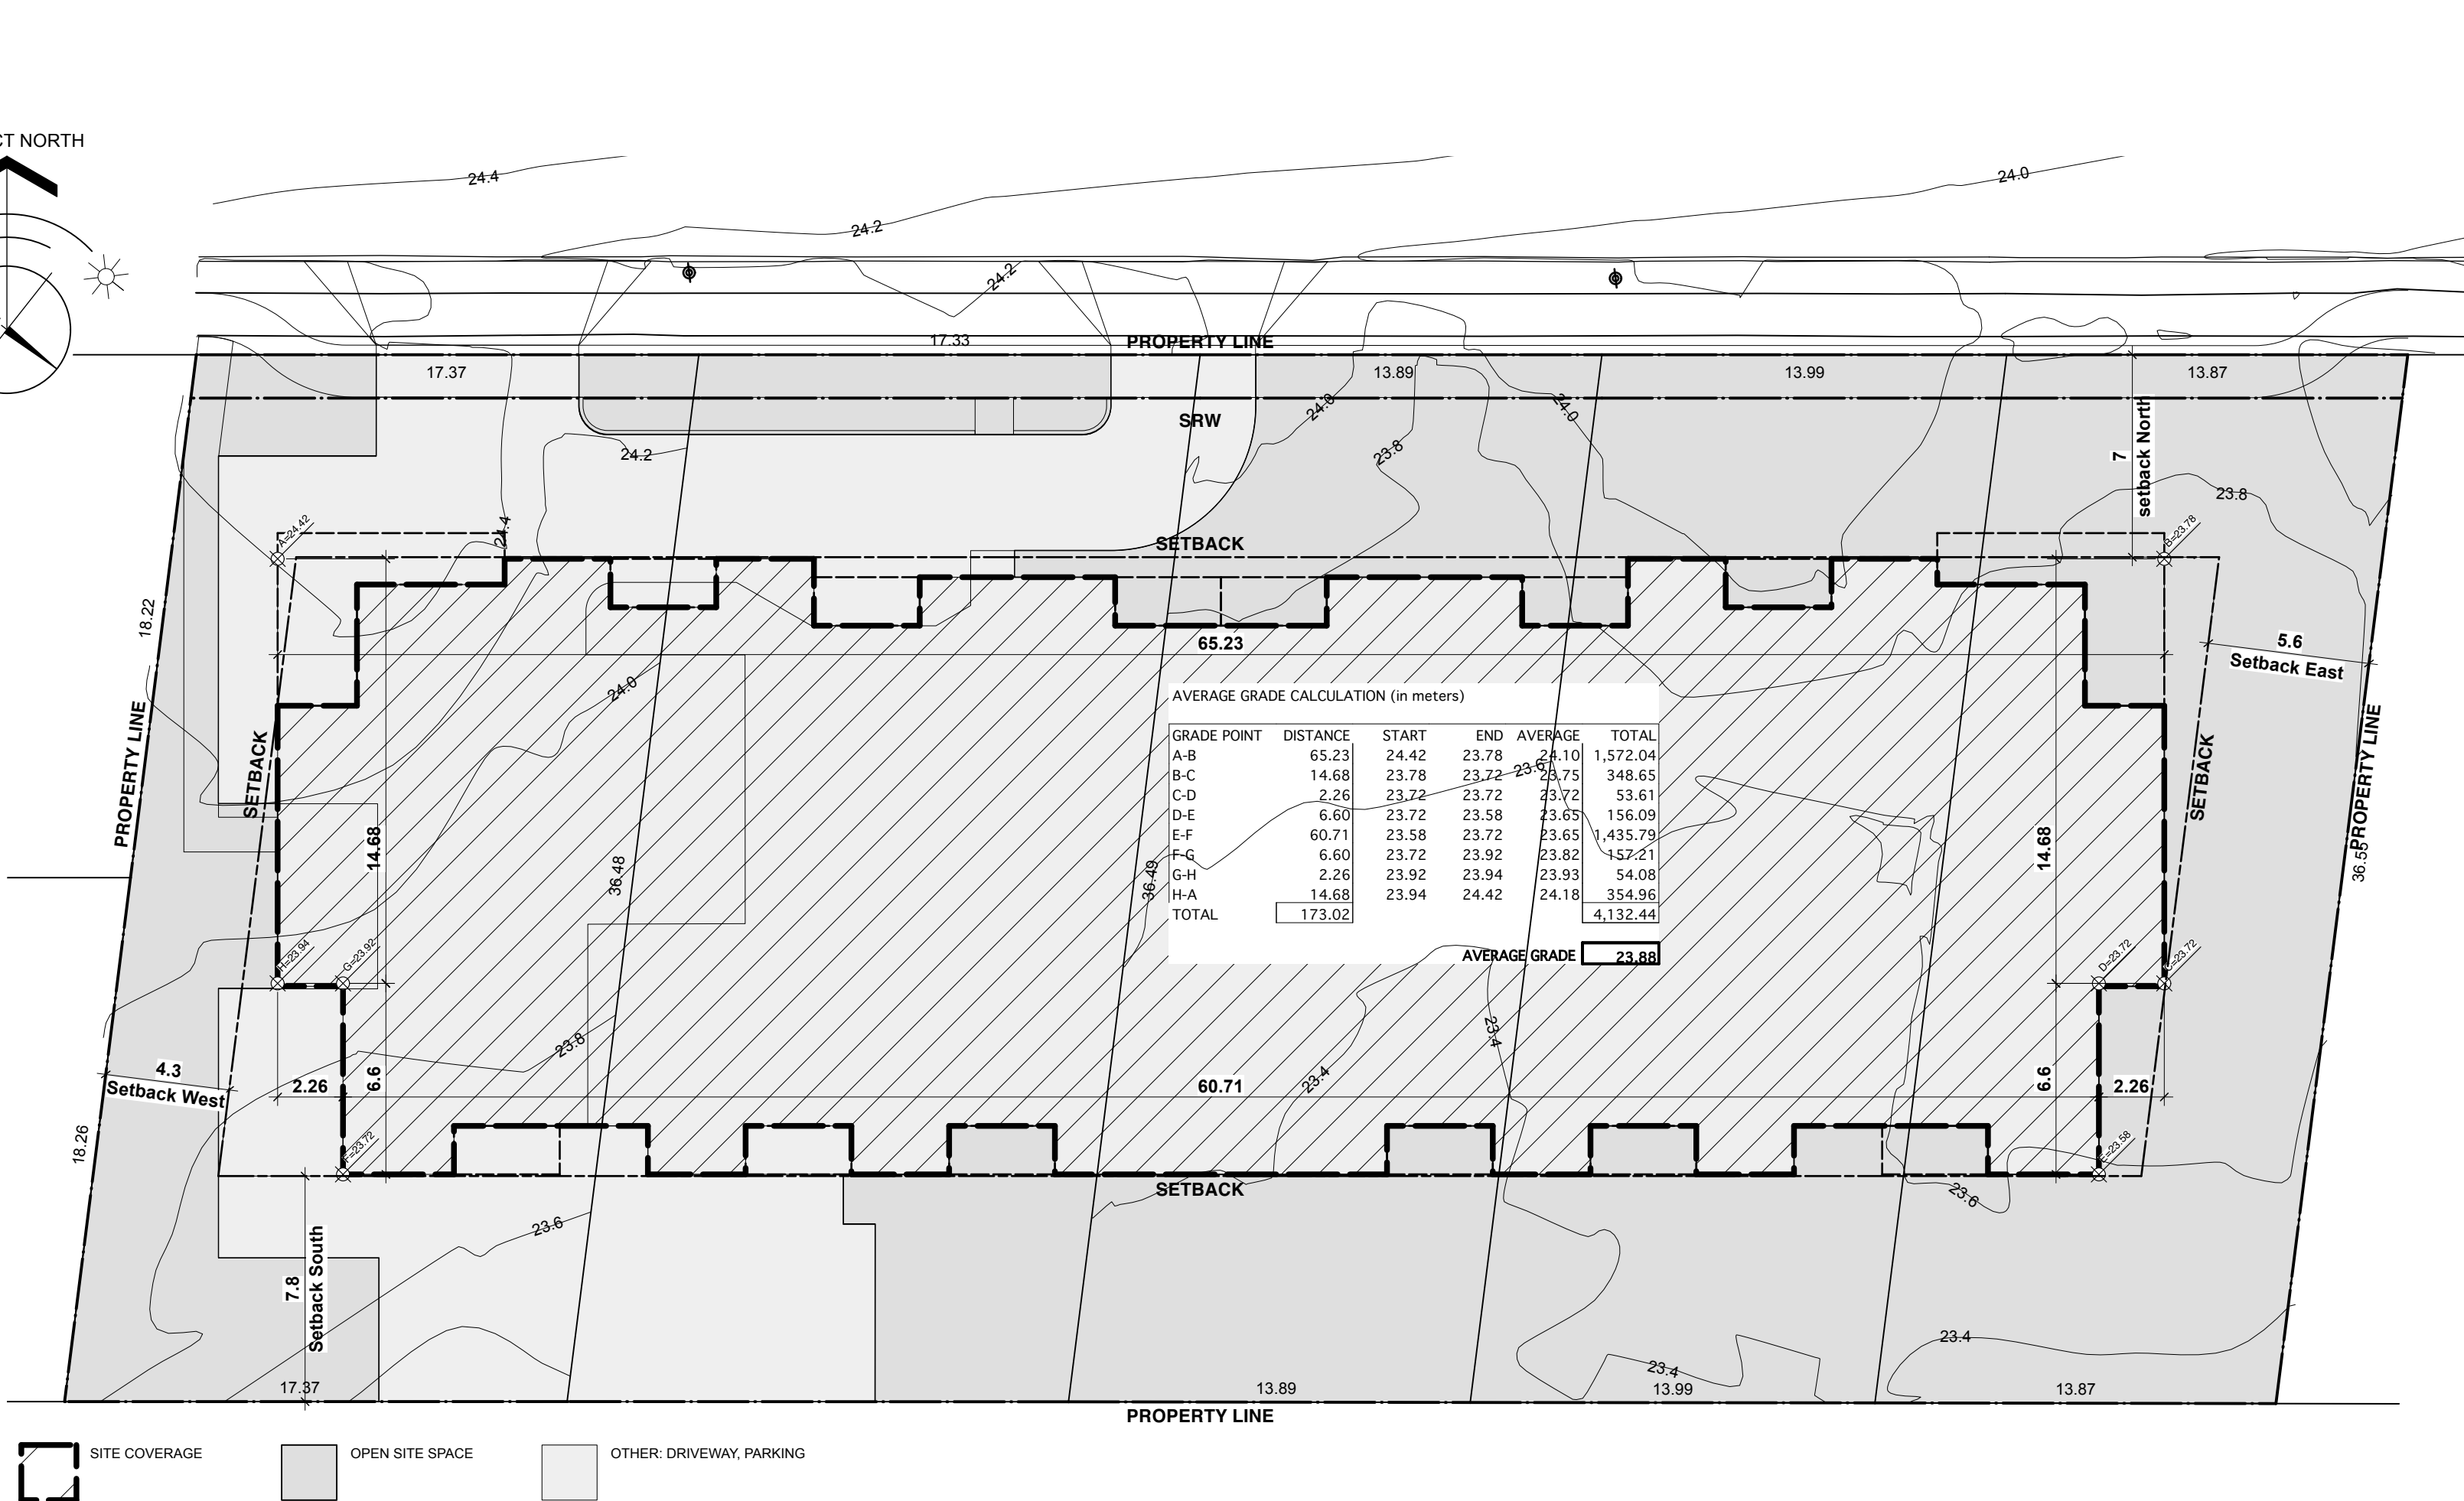 CT NORTH
24.4
24.2
24.0
24.2
17.33
PROPERTY LINE
17.37
13.89
13.99
13.87
SRW
24.0
24.0
7
setback North
24.2
23.8
23.8
A=24.42
24.4
SETBACK
B=23.78
18.22
65.23
5.6
Setback East
24.0
AVERAGE GRADE CALCULATION (in meters)
GRADE POINT DISTANCE START END AVERAGE TOTAL
A-B 65.23 24.42 23.78 24.10 1,572.04
B-C 14.68 23.78 23.72 23.75 348.65
C-D 2.26 23.72 23.72 23.72 53.61
D-E 6.60 23.72 23.58 23.65 156.09
E-F 60.71 23.58 23.72 23.65 1,435.79
F-G 6.60 23.72 23.92 23.82 157.21
G-H 2.26 23.92 23.94 23.93 54.08
H-A 14.68 23.94 24.42 24.18 354.96
TOTAL 173.02 4,132.44
AVERAGE GRADE 23.88
23.6
PROPERTY LINE
SETBACK
14.68
36.48
36.49
14.68
SETBACK
PROPERTY LINE
36.55
H=23.94
G=23.92
D=23.72
C=23.72
23.8
23.4
4.3
Setback West
2.26
6.6
60.71
23.4
6.6
2.26
18.26
F=23.72
E=23.58
SETBACK
23.6
23.6
7.8
Setback South
23.4
23.4
17.37
13.89
13.99
13.87
PROPERTY LINE
SITE COVERAGE
OPEN SITE SPACE
OTHER: DRIVEWAY, PARKING